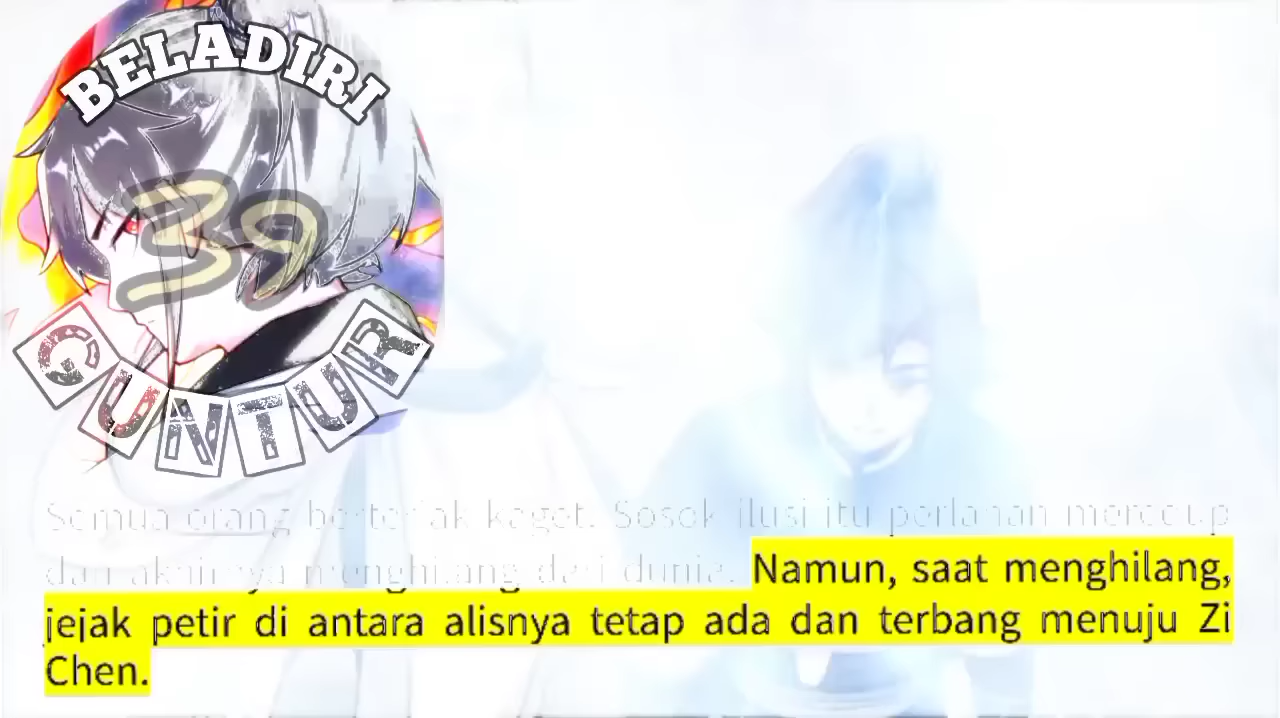 BELADIRI
39
GUNTUR
Semua orang berteriak kaget. Sosok ilusi itu perlahan meredup
dan akhirnya menghilang dari dunia. Namun, saat menghilang,
jejak petir di antara alisnya tetap ada dan terbang menuju Zi
Chen.